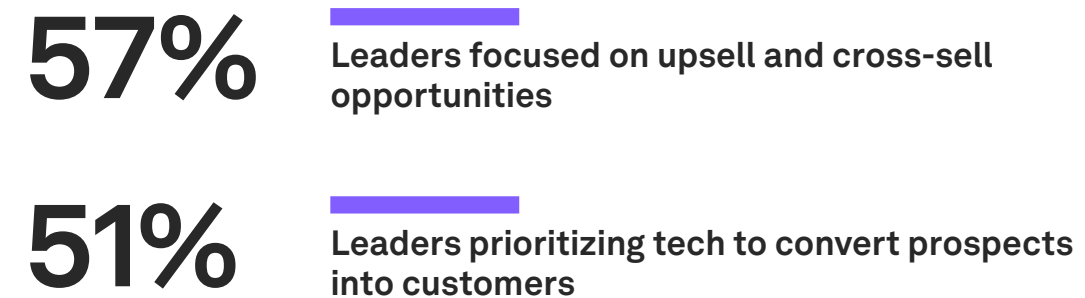 57%
Leaders focused on upsell and cross-sell
opportunities
51%
Leaders prioritizing tech to convert prospects
into customers